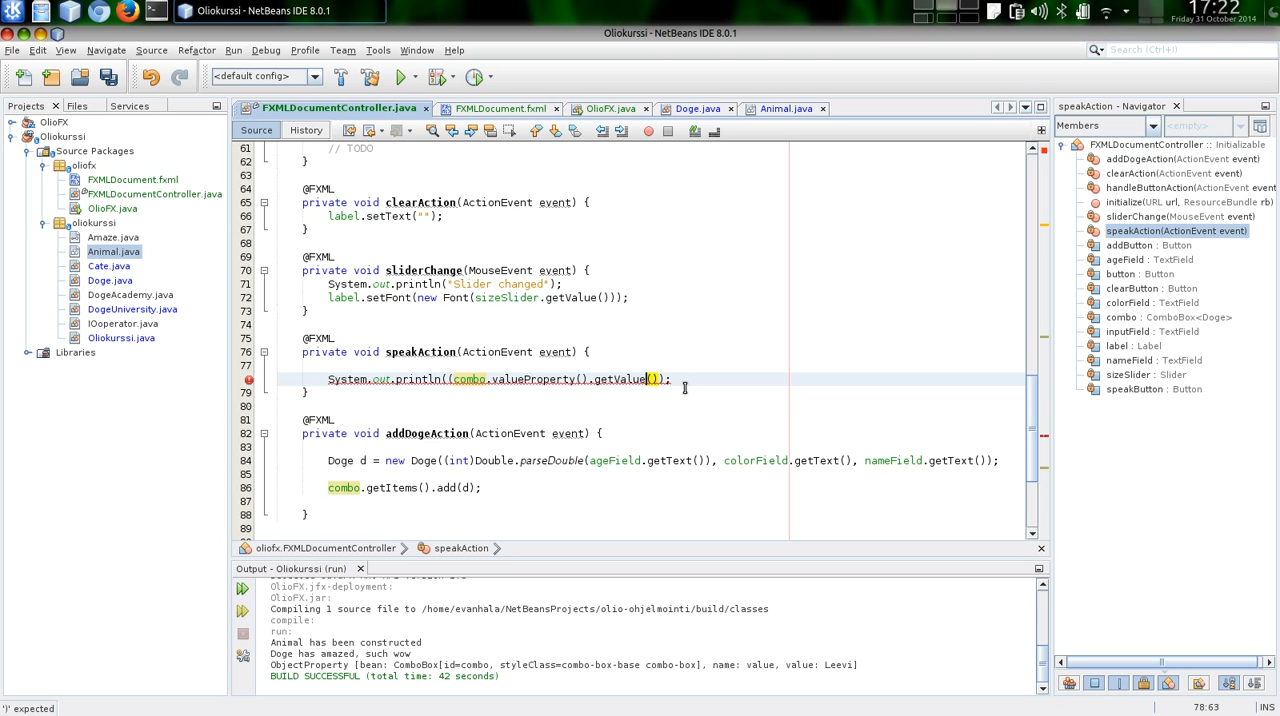 Oliokurssi - NetBeans IDE 8.0.1
17:22
Friday 31 October 2014
Oliokurssi - NetBeans IDE 8.0.1
File Edit View Navigate Source Refactor Run Debug Profile Team Tools Window Help
Search (Ctrl+I)
<default config>
Projects × Files Services
FXMLDocumentController.java × FXMLDocument.fxml × OlioFX.java × Doge.java × Animal.java ×
speakAction - Navigator ×
Source History
Members <empty>
OlioFX
Oliokurssi
Source Packages
oliofx
FXMLDocument.fxml
FXMLDocumentController.java
OlioFX.java
oliokurssi
Amaze.java
Animal.java
Cate.java
Doge.java
DogeAcademy.java
DogeUniversity.java
IOoperator.java
Oliokurssi.java
Libraries
61 // TODO
62 }
63
64 @FXML
65 private void clearAction(ActionEvent event) {
66 label.setText("");
67 }
68
69 @FXML
70 private void sliderChange(MouseEvent event) {
71 System.out.println("Slider changed");
72 label.setFont(new Font(sizeSlider.getValue()));
73 }
74
75 @FXML
76 private void speakAction(ActionEvent event) {
77
System.out.println((combo.valueProperty().getValue());
79 }
80
81 @FXML
82 private void addDogeAction(ActionEvent event) {
83
84 Doge d = new Doge((int)Double.parseDouble(ageField.getText()), colorField.getText(), nameField.getText());
85
86 combo.getItems().add(d);
87
88 }
89
FXMLDocumentController :: Initializable
addDogeAction(ActionEvent event)
clearAction(ActionEvent event)
handleButtonAction(ActionEvent event
initialize(URL url, ResourceBundle rb)
sliderChange(MouseEvent event)
speakAction(ActionEvent event)
addButton : Button
ageField : TextField
button : Button
clearButton : Button
colorField : TextField
combo : ComboBox<Doge>
inputField : TextField
label : Label
nameField : TextField
sizeSlider : Slider
speakButton : Button
oliofx.FXMLDocumentController speakAction
Output - Oliokurssi (run) ×
OlioFX.jfx-deployment:
OlioFX.jar:
Compiling 1 source file to /home/evanhala/NetBeansProjects/olio-ohjelmointi/build/classes
compile:
run:
Animal has been constructed
Doge has amazed, such wow
ObjectProperty [bean: ComboBox[id=combo, styleClass=combo-box-base combo-box], name: value, value: Leevi]
BUILD SUCCESSFUL (total time: 42 seconds)
')' expected
78:63 INS